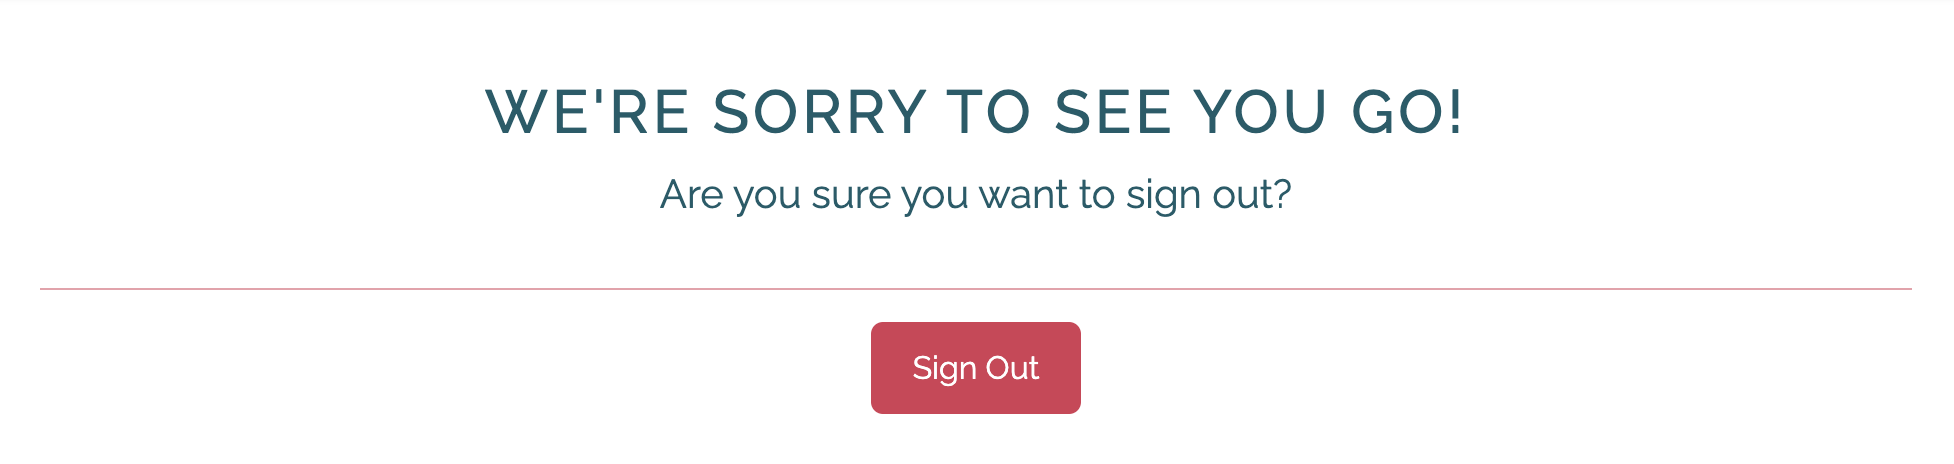 WE'RE SORRY TO SEE YOU GO!
Are you sure you want to sign out?
Sign Out